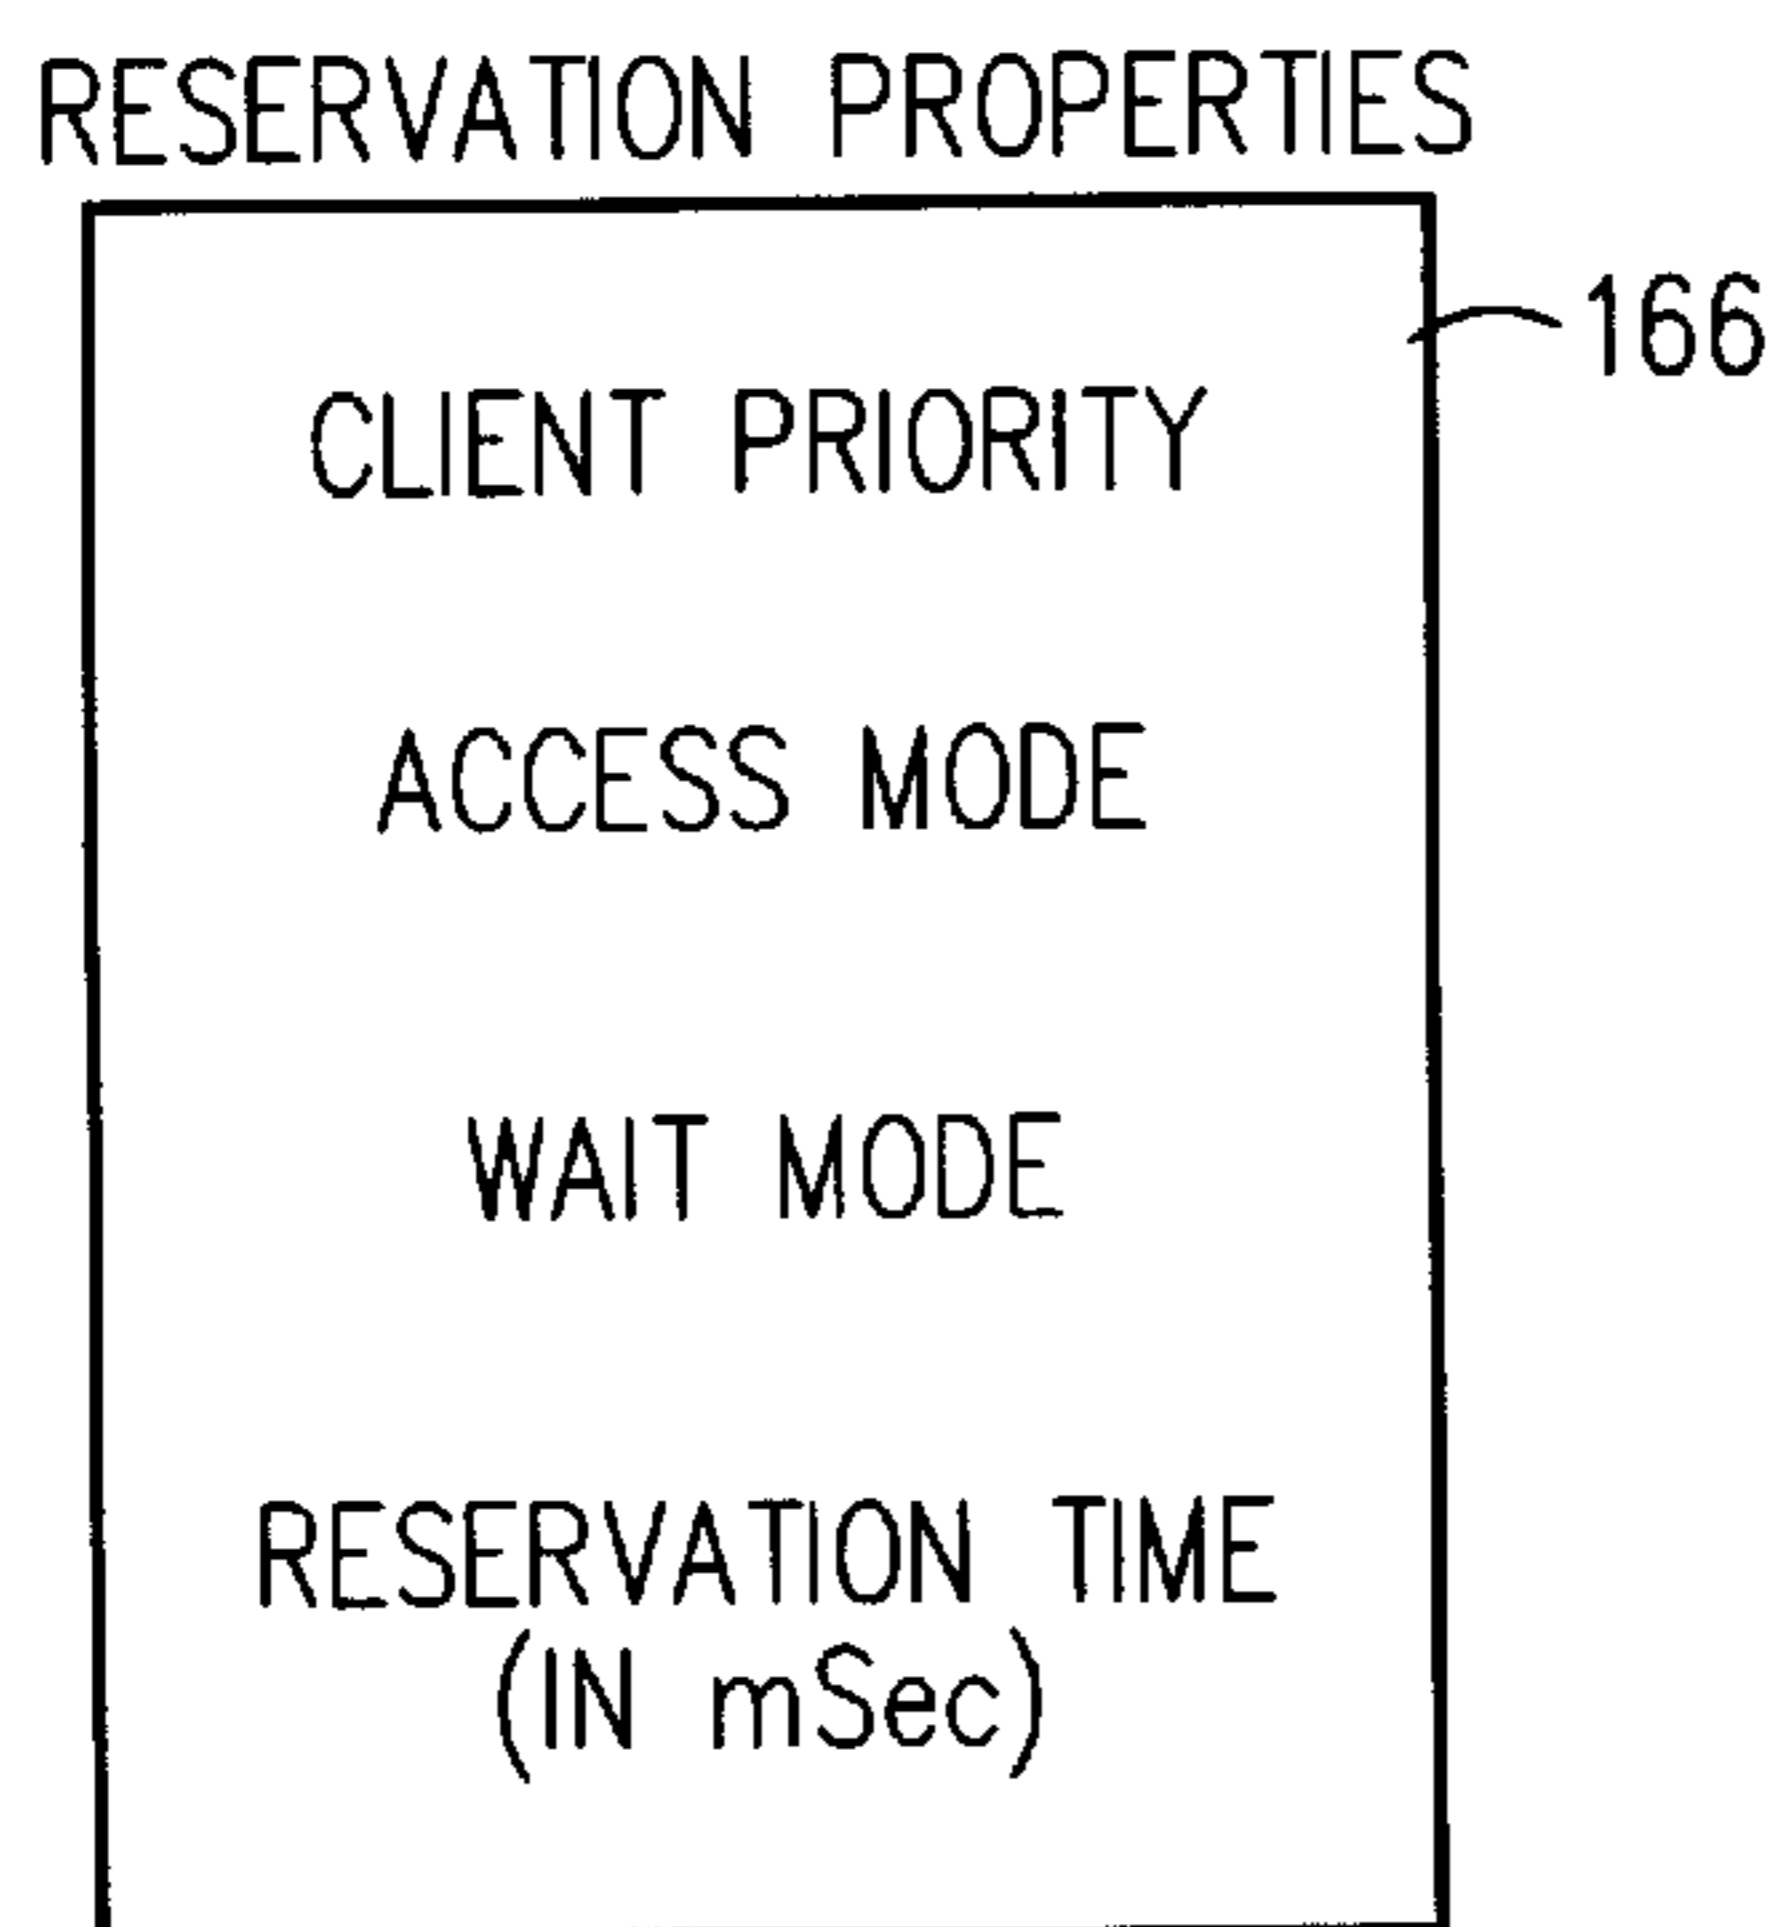 RESERVATION PROPERTIES
166
CLIENT PRIORITY
ACCESS MODE
WAIT MODE
RESERVATION TIME
(IN mSec)